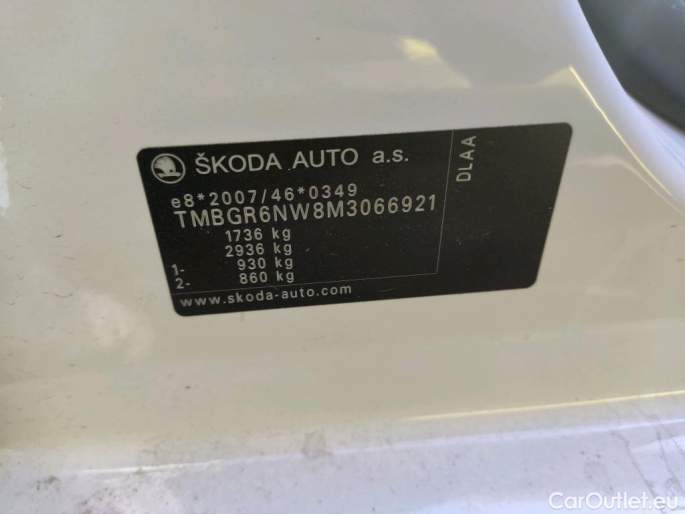 ŠKODA AUTO a.s.
e8*2007/46*0349
TMBGR6NW8M3066921
1736 kg
2936 kg
1- 930 kg
2- 860 kg
www.skoda-auto.com
DLAA
CarOutlet.eu